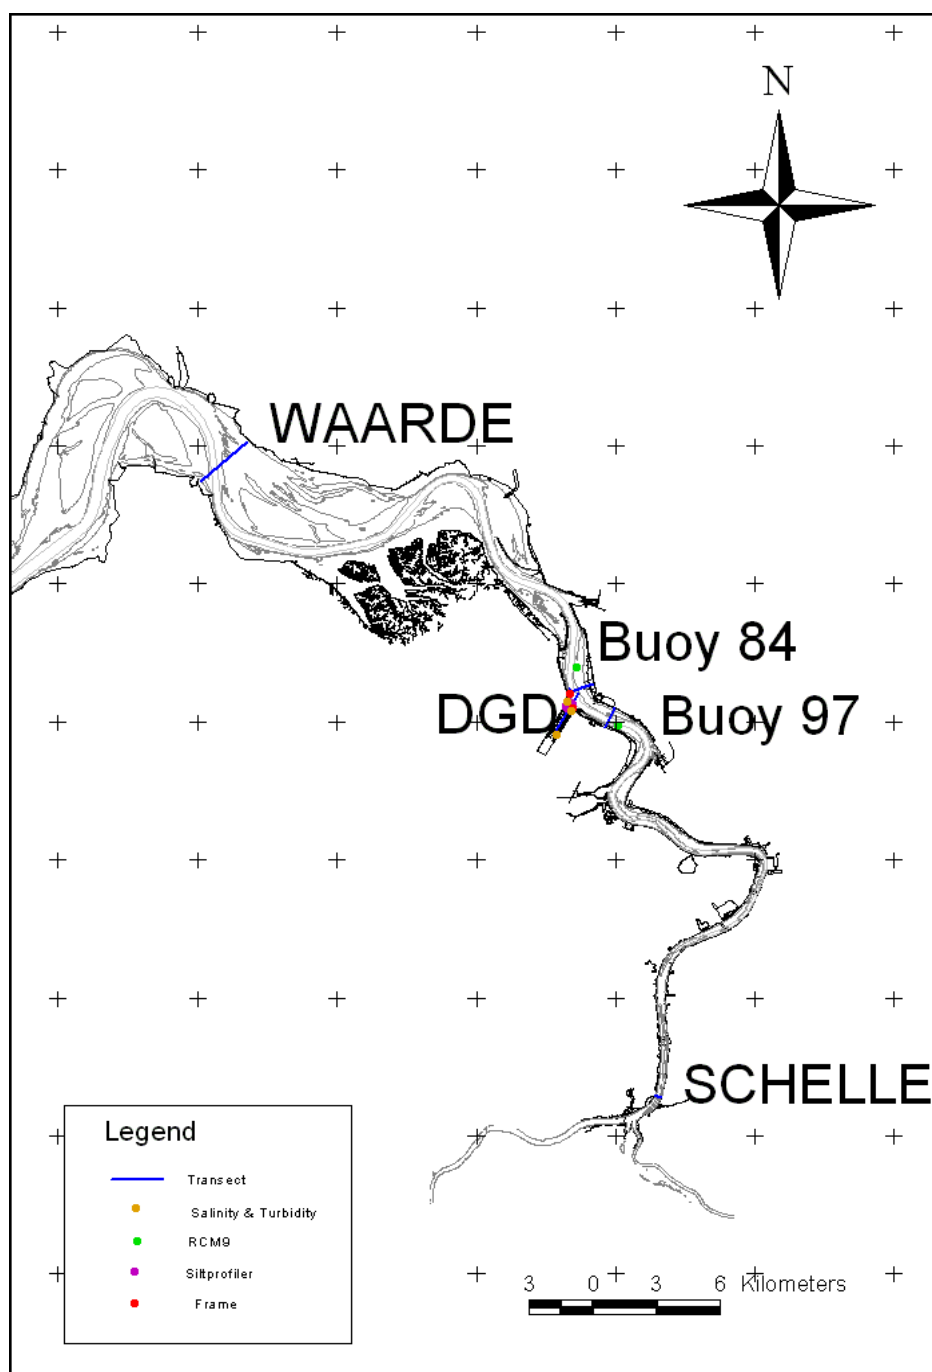 N
WAARDE
Buoy 84
DGD
Buoy 97
SCHELLE
Legend
Transect
Salinity & Turbidity
RCM9
Siltprofiler
Frame
3 0 3 6 Kilometers